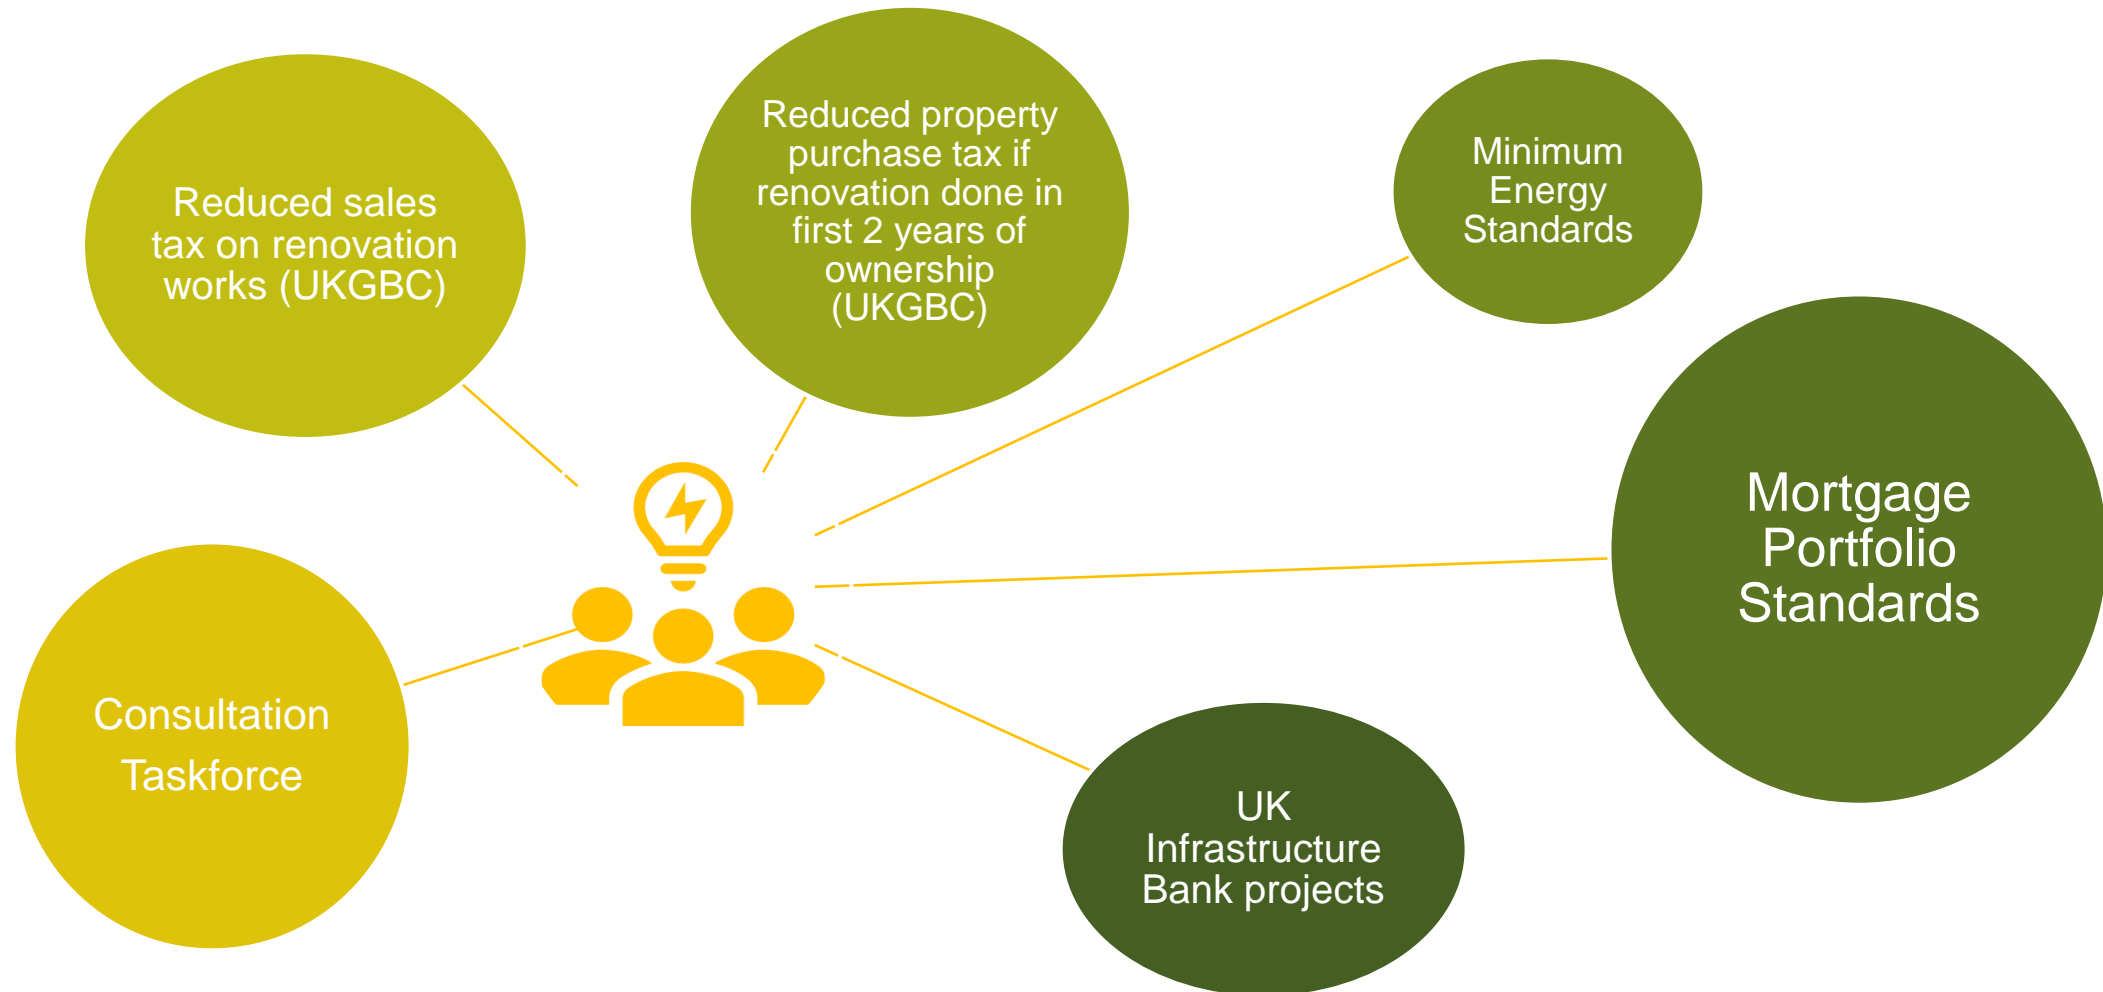 Reduced sales
tax on renovation
works (UKGBC)
Reduced property
purchase tax if
renovation done in
first 2 years of
ownership
(UKGBC)
Minimum
Energy
Standards
Mortgage
Portfolio
Standards
Consultation
Taskforce
UK
Infrastructure
Bank projects